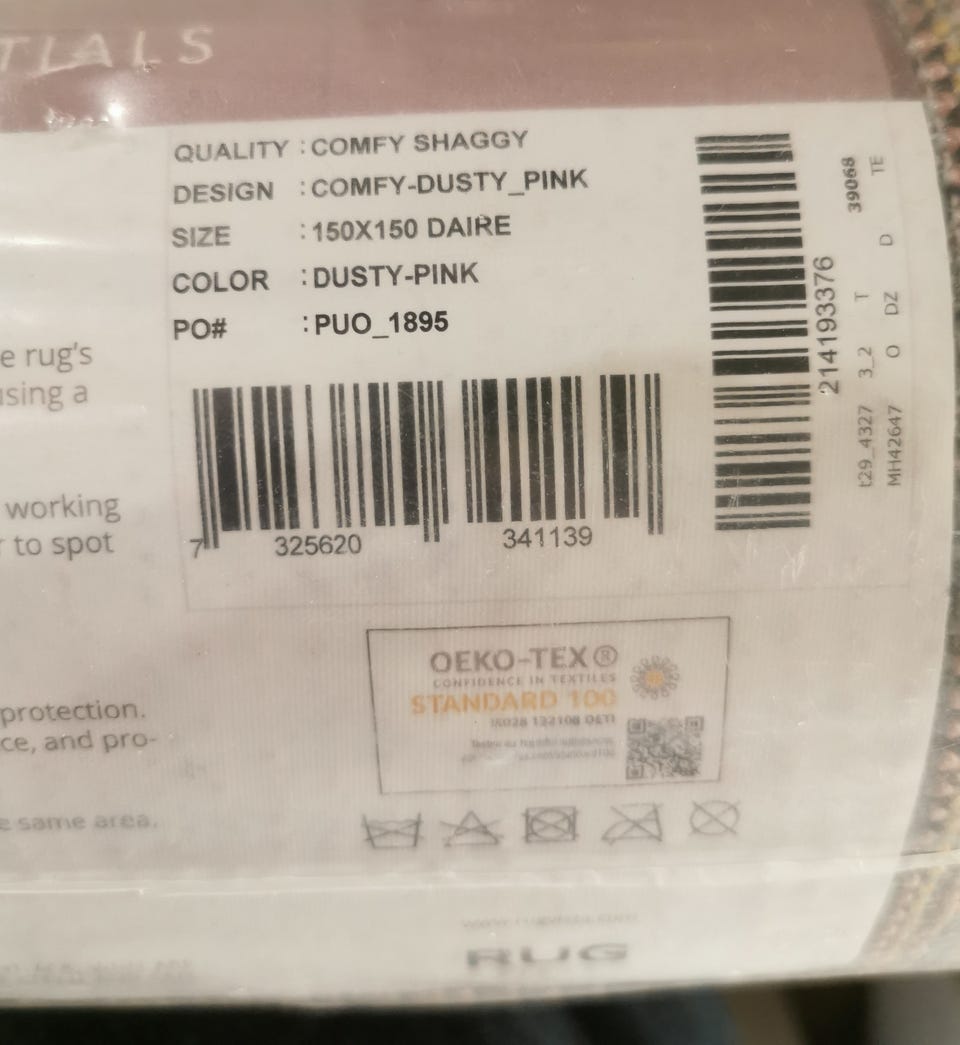 TIALS
QUALITY : COMFY SHAGGY
DESIGN : COMFY-DUSTY_PINK
SIZE : 150X150 DAIRE
COLOR : DUSTY-PINK
PO# : PUO_1895
e rug's
using a
working
r to spot
protection.
ce, and pro-
e same area.
7 325620 341139
214193376
39068
t29_4327 3_2 T
MH42647 O DZ D TE
OEKO-TEX®
CONFIDENCE IN TEXTILES
STANDARD 100
OETI
RUG